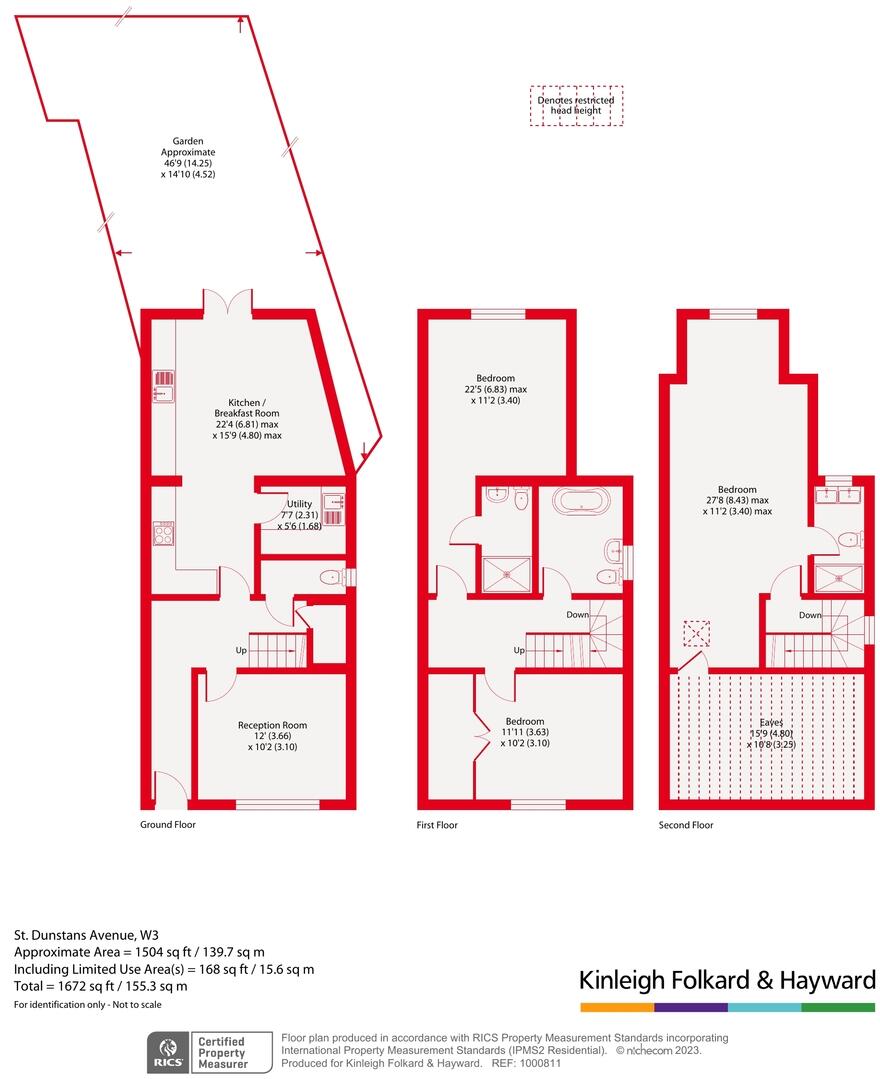 Denotes restricted
head height
Garden
Approximate
46'9 (14.25)
x 14'10 (4.52)
Kitchen /
Breakfast Room
22'4 (6.81) max
x 15'9 (4.80) max
Utility
7'7 (2.31)
x 5'6 (1.68)
Up
Reception Room
12' (3.66)
x 10'2 (3.10)
Ground Floor
Bedroom
22'5 (6.83) max
x 11'2 (3.40)
Down
Up
Bedroom
11'11 (3.63)
x 10'2 (3.10)
First Floor
Bedroom
27'8 (8.43) max
x 11'2 (3.40) max
Down
Eaves
15'9 (4.80)
x 10'8 (3.25)
Second Floor
St. Dunstans Avenue, W3
Approximate Area = 1504 sq ft / 139.7 sq m
Including Limited Use Area(s) = 168 sq ft / 15.6 sq m
Total = 1672 sq ft / 155.3 sq m
For identification only - Not to scale
Kinleigh Folkard & Hayward
RICS
Certified
Property
Measurer
Floor plan produced in accordance with RICS Property Measurement Standards incorporating
International Property Measurement Standards (IPMS2 Residential). © nichecom 2023.
Produced for Kinleigh Folkard & Hayward. REF: 1000811